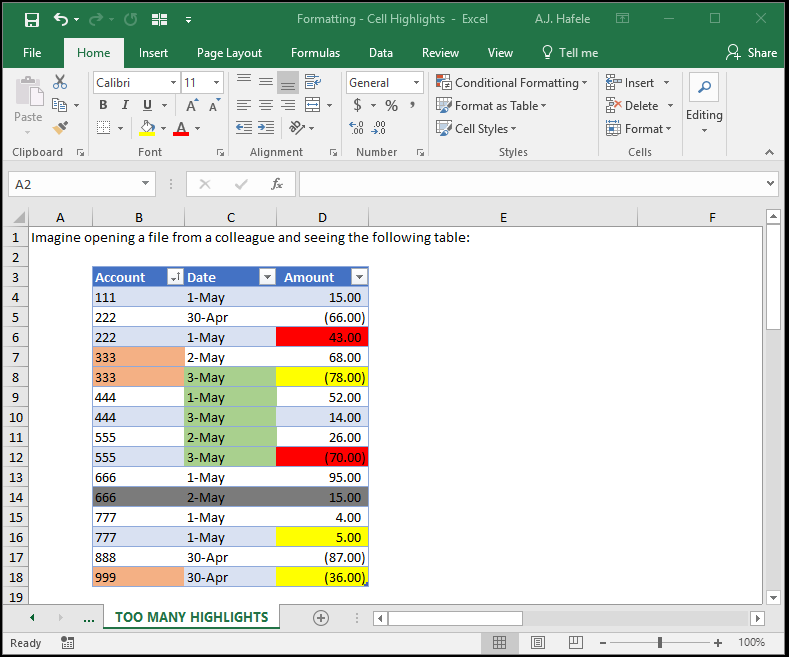 Formatting - Cell Highlights - Excel A.J. Hafele
File Home Insert Page Layout Formulas Data Review View Tell me Share
Paste
Calibri 11
B I U A A
A
General
$ % ,
.0 .00
.00 .0
Conditional Formatting
Format as Table
Cell Styles
Insert
Delete
Format
Editing
Clipboard Font Alignment Number Styles Cells
A2 fx
A B C D E F
1 Imagine opening a file from a colleague and seeing the following table:
2
3 Account Date Amount
4 111 1-May 15.00
5 222 30-Apr (66.00)
6 222 1-May 43.00
7 333 2-May 68.00
8 333 3-May (78.00)
9 444 1-May 52.00
10 444 3-May 14.00
11 555 2-May 26.00
12 555 3-May (70.00)
13 666 1-May 95.00
14 666 2-May 15.00
15 777 1-May 4.00
16 777 1-May 5.00
17 888 30-Apr (87.00)
18 999 30-Apr (36.00)
19
... TOO MANY HIGHLIGHTS
Ready 100%